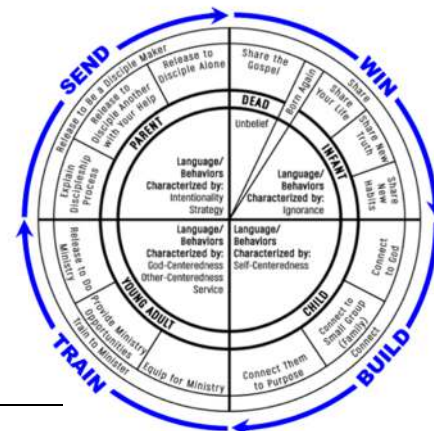 SEND
WIN
BUILD
TRAIN
Share the
Gospel
Born Again
Share
Share
Your Life
Share New
Truth
Share
New
Habits
Connect
to God
Connect to
Small Group
(Family)
Connect
Connect Them
to Purpose
Equip for Ministry
Provide Ministry
Opportunities
Train to Minister
Release to Do
Ministry
Explain
Discipleship
Process
Release to
Disciple Another
with Your Help
Release to Be a Disciple Maker
Release to
Disciple Alone
DEAD
Unbelief
INFANT
Language/
Behaviors
Characterized by:
Ignorance
CHILD
Language/
Behaviors
Characterized by:
Self-Centeredness
YOUNG ADULT
Language/
Behaviors
Characterized by:
God-Centeredness
Other-Centeredness
Service
PARENT
Language/
Behaviors
Characterized by:
Intentionality
Strategy